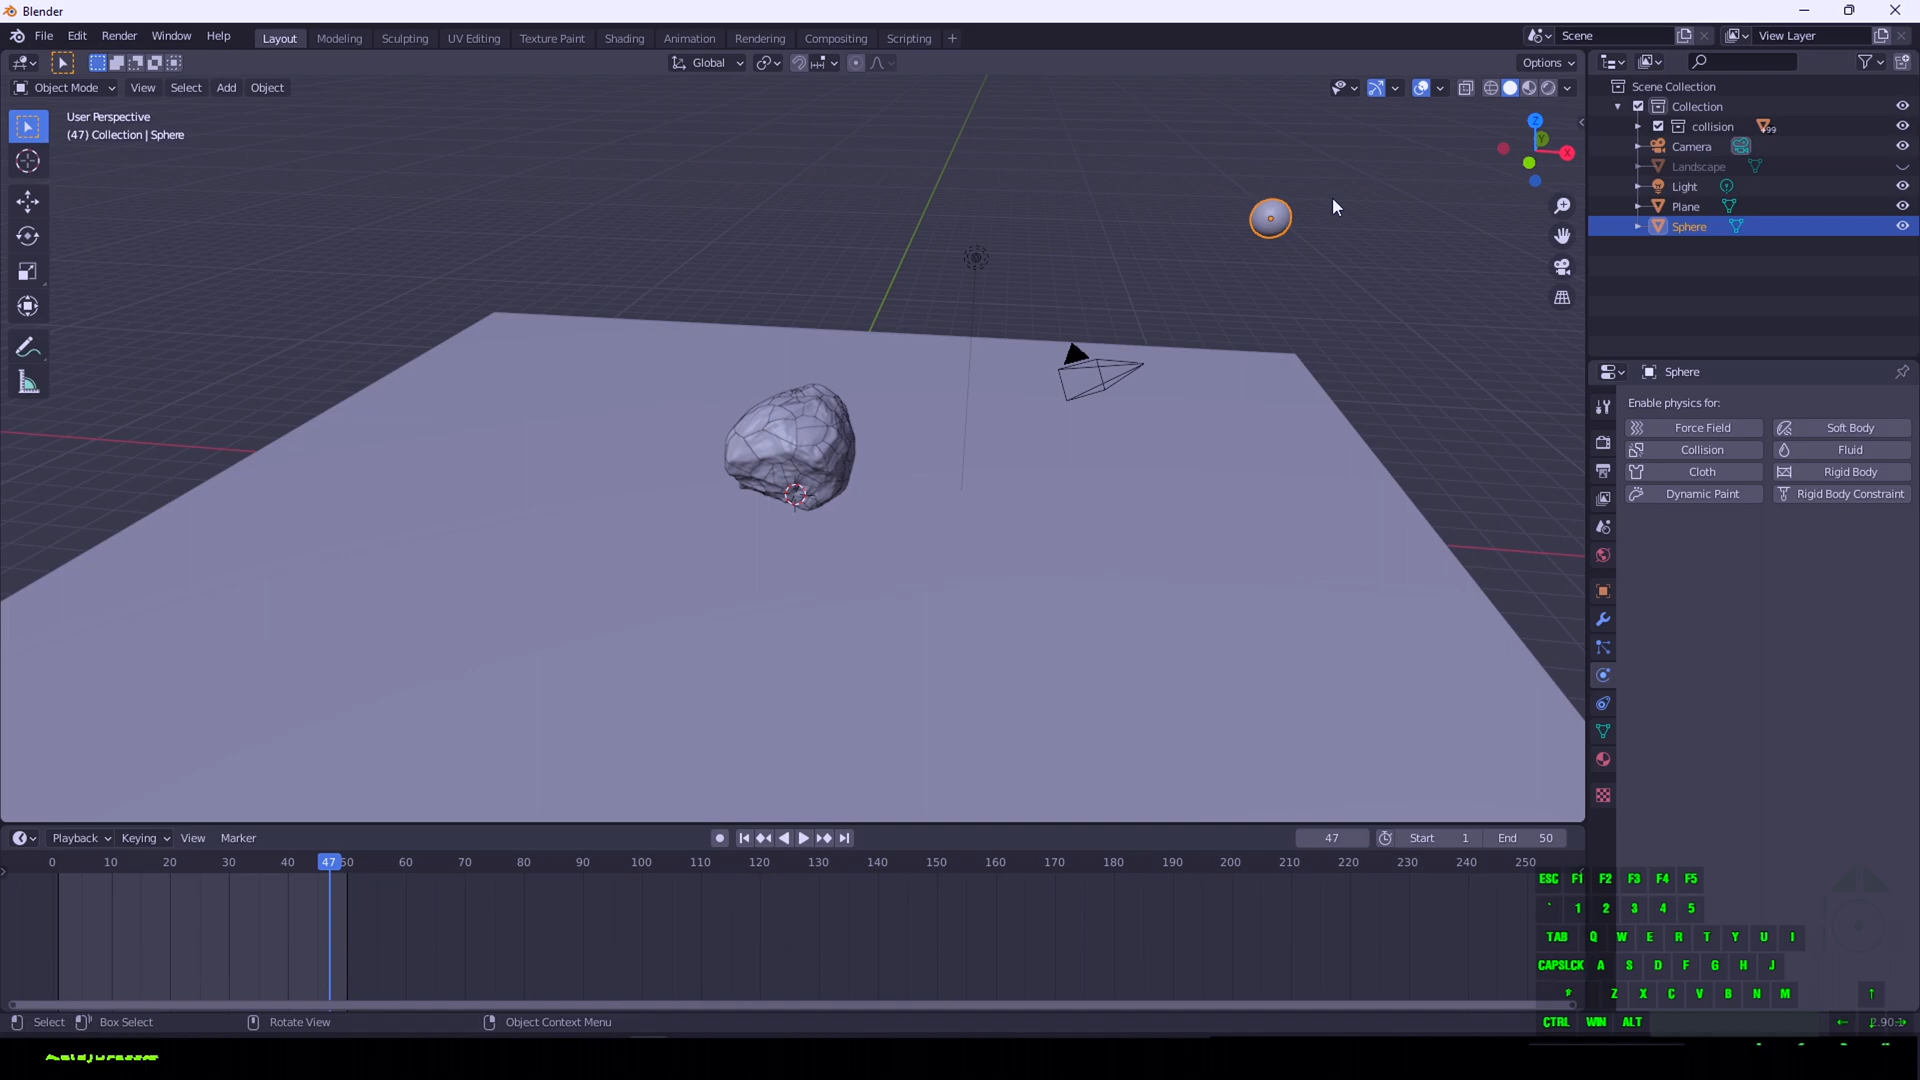 Blender
File Edit Render Window Help Layout Modeling Sculpting UV Editing Texture Paint Shading Animation Rendering Compositing Scripting + Scene View Layer
Global Options
Object Mode View Select Add Object
User Perspective
(47) Collection | Sphere
Z
Y
X
Scene Collection
Collection
collision 99
Camera
Landscape
Light
Plane
Sphere
Sphere
Enable physics for:
Force Field Soft Body
Collision Fluid
Cloth Rigid Body
Dynamic Paint Rigid Body Constraint
Playback Keying View Marker 47 Start 1 End 50
0 10 20 30 40 47 50 60 70 80 90 100 110 120 130 140 150 160 170 180 190 200 210 220 230 240 250
ESC F1 F2 F3 F4 F5
` 1 2 3 4 5
TAB Q W E R T Y U I
CAPSLCK A S D F G H J
Z X C V B N M ↑
CTRL WIN ALT ← ↓ →
Select Box Select Rotate View Object Context Menu 2.90.1